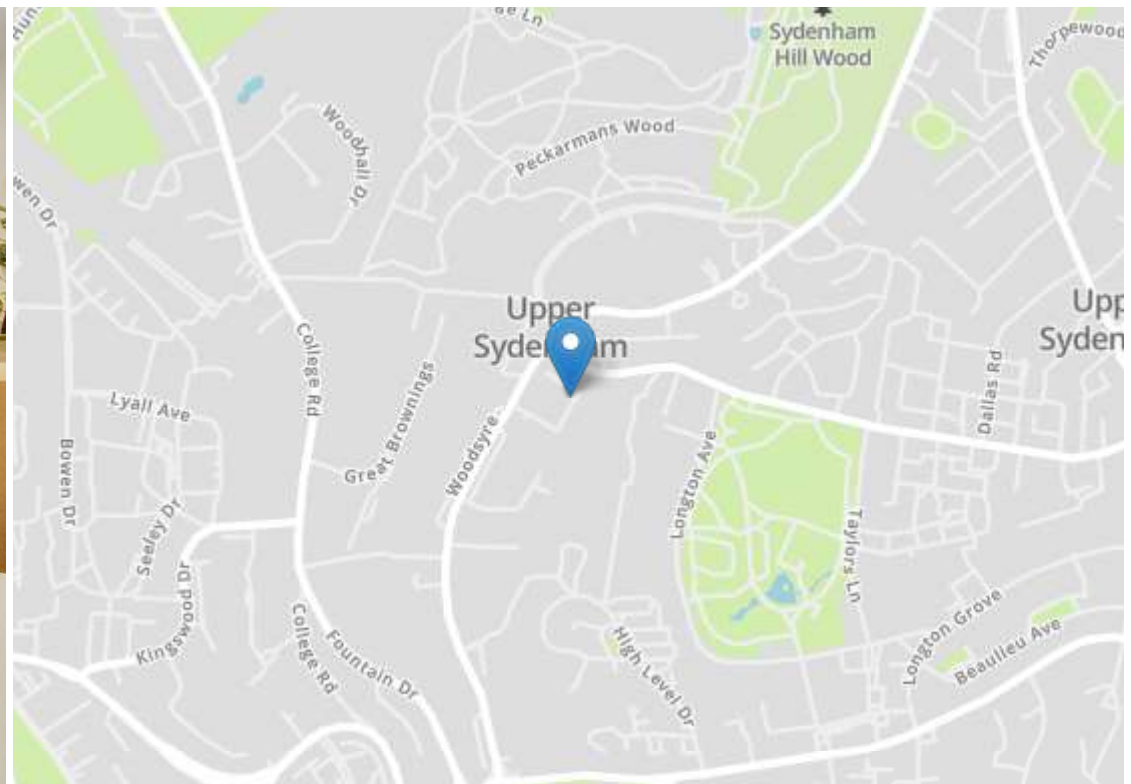 Sydenham
Hill Wood
Thorpewood
Woodhall Dr
Peckarmans Wood
Upper
Sydenham
College Rd
Great Brownings
Lyall Ave
Bowen Dr
Seeley Dr
Woodsyre
Dallas Rd
Longton Ave
Taylors Ln
Kingswood Dr
College Rd
Fountain Dr
High Level Dr
Longton Grove
Beaulieu Ave